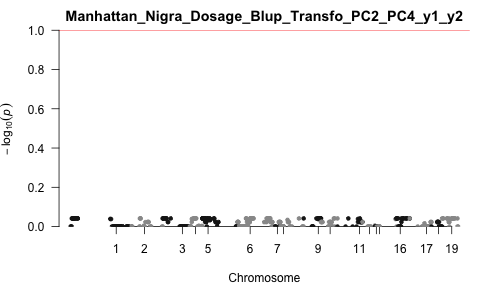 Manhattan_Nigra_Dosage_Blup_Transfo_PC2_PC4_y1_y2
1.0
0.8
0.6
0.4
0.2
0.0
− log10(p)
1 2 3 5 6 7 9 11 16 17 19
Chromosome